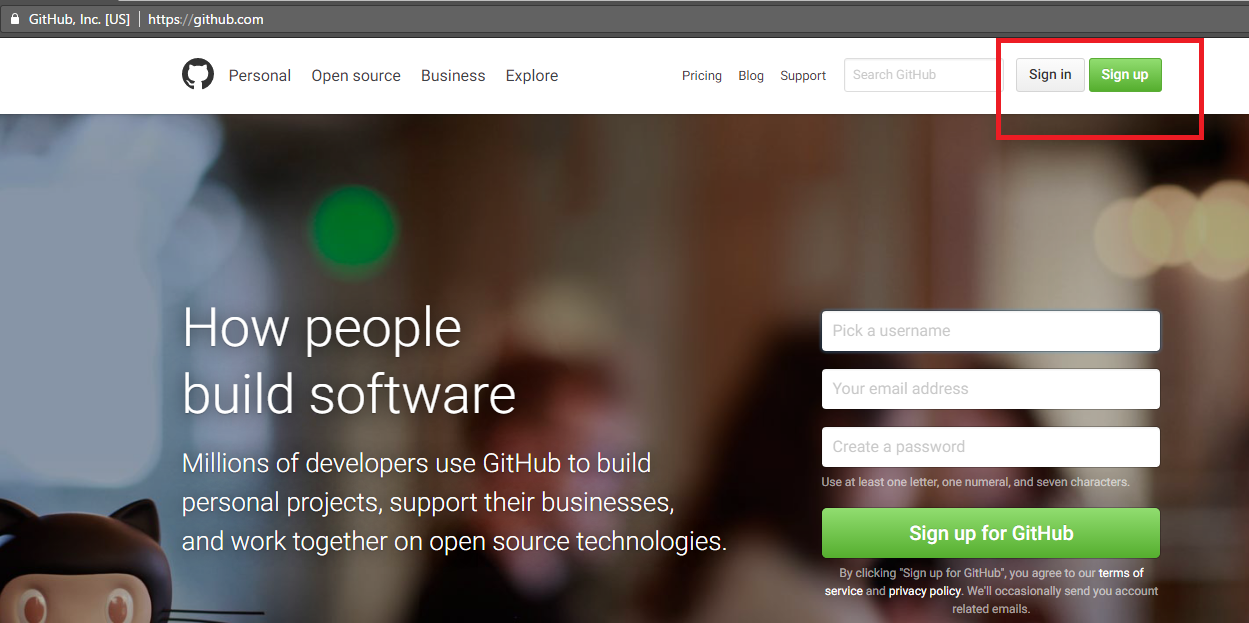 GitHub, Inc. [US] https://github.com
Personal Open source Business Explore Pricing Blog Support Search GitHub Sign in Sign up
How people
build software
Millions of developers use GitHub to build
personal projects, support their businesses,
and work together on open source technologies.
Pick a username
Your email address
Create a password
Use at least one letter, one numeral, and seven characters.
Sign up for GitHub
By clicking "Sign up for GitHub", you agree to our terms of
service and privacy policy. We'll occasionally send you account
related emails.